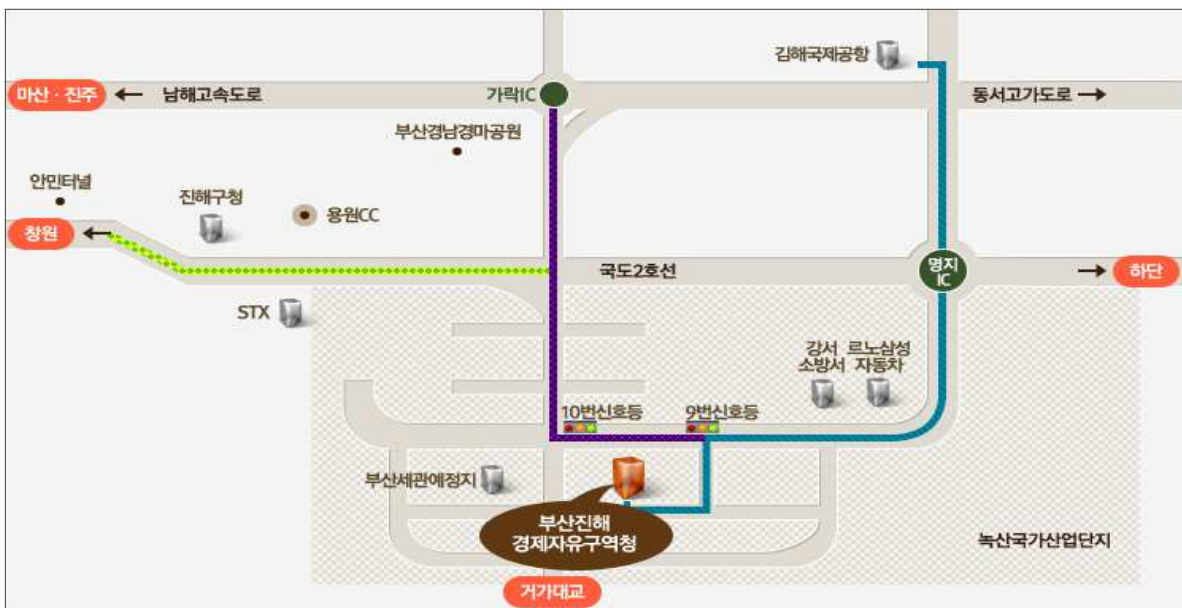 김해국제공항
마산 · 진주 ← 남해고속도로
가락IC
동서고가도로 →
부산경남경마공원
안민터널
진해구청
용원CC
창원 ←
국도2호선
명지
IC
→ 하단
STX
강서
소방서
르노삼성
자동차
10번신호등
9번신호등
부산세관예정지
부산진해
경제자유구역청
녹산국가산업단지
거가대교